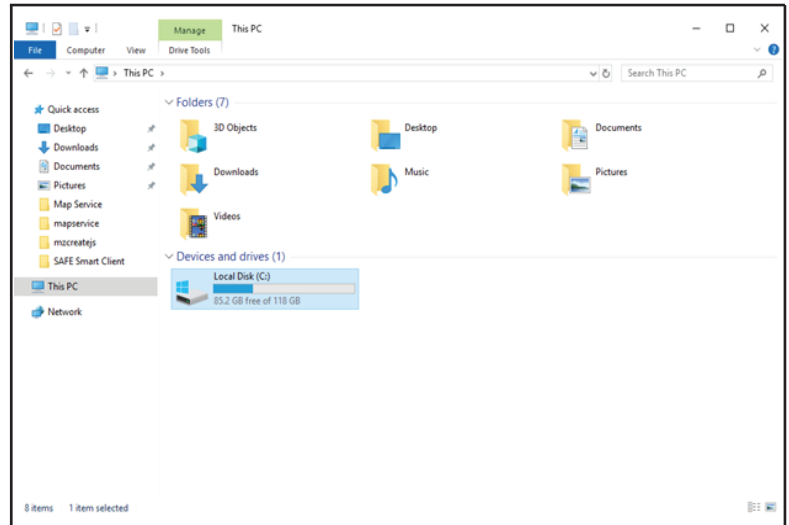 Manage This PC
File Computer View Drive Tools
This PC
Search This PC
Quick access
Desktop
Downloads
Documents
Pictures
Map Service
mapservice
mzcreatejs
SAFE Smart Client
This PC
Network
Folders (7)
3D Objects Desktop Documents
Downloads Music Pictures
Videos
Devices and drives (1)
Local Disk (C:)
85.2 GB free of 118 GB
8 items 1 item selected